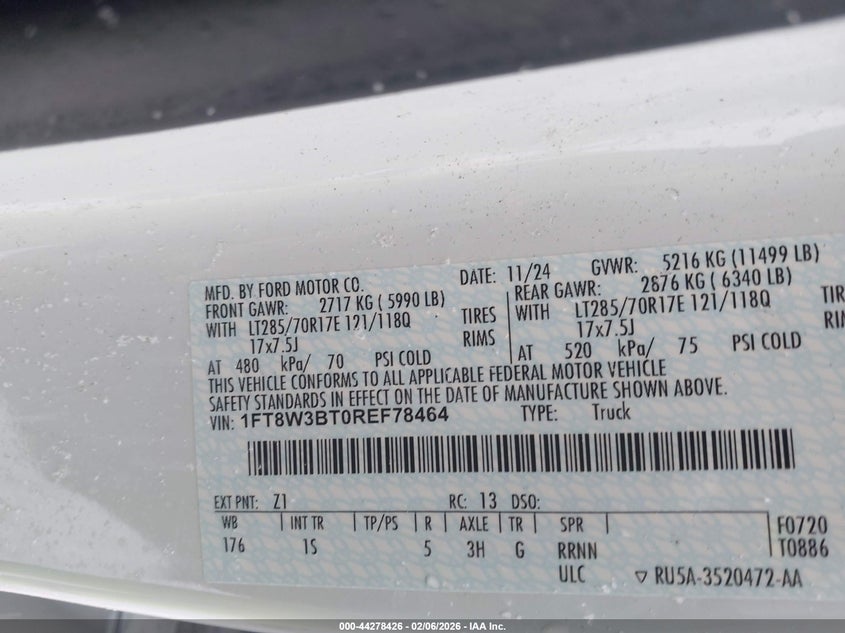 MFD. BY FORD MOTOR CO. DATE: 11/24 GVWR: 5216 KG (11499 LB)
FRONT GAWR: 2717 KG ( 5990 LB) REAR GAWR: 2876 KG ( 6340 LB)
WITH LT285/70R17E 121/118Q TIRES WITH LT285/70R17E 121/118Q
17x7.5J RIMS 17x7.5J
AT 480 kPa/ 70 PSI COLD AT 520 kPa/ 75 PSI COLD
THIS VEHICLE CONFORMS TO ALL APPLICABLE FEDERAL MOTOR VEHICLE
SAFETY STANDARDS IN EFFECT ON THE DATE OF MANUFACTURE SHOWN ABOVE.
VIN: 1FT8W3BT0REF78464 TYPE: Truck
EXT PNT: Z1 RC: 13 DSO:
WB INT TR TP/PS R AXLE TR SPR F0720
176 1S 5 3H G RRNN T0886
ULC ▽ RU5A-3520472-AA
000-44278426 - 02/06/2026 - IAA Inc.